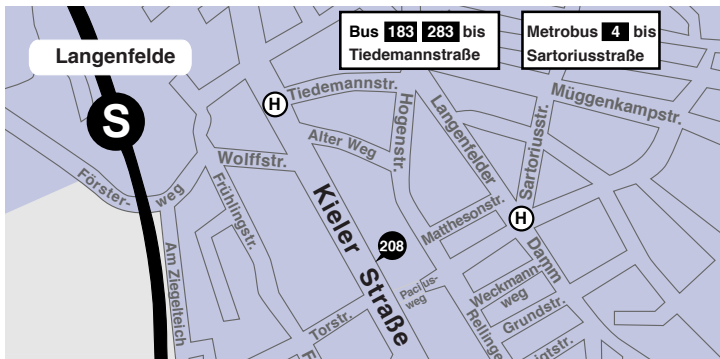 Langenfelde
S
Bus 183 283 bis
Tiedemannstraße
Metrobus 4 bis
Sartoriusstraße
H
Tiedemannstr.
Hogenstr.
Langenfelder
Damm
Sartoriusstr.
Müggenkampstr.
Alter Weg
Wolffstr.
Förster-
weg
Frühlingstr.
Am Ziegelteich
Kieler Straße
208
Matthesonstr.
H
Pacius-
weg
Weckmann-
weg
Grundstr.
Torstr.